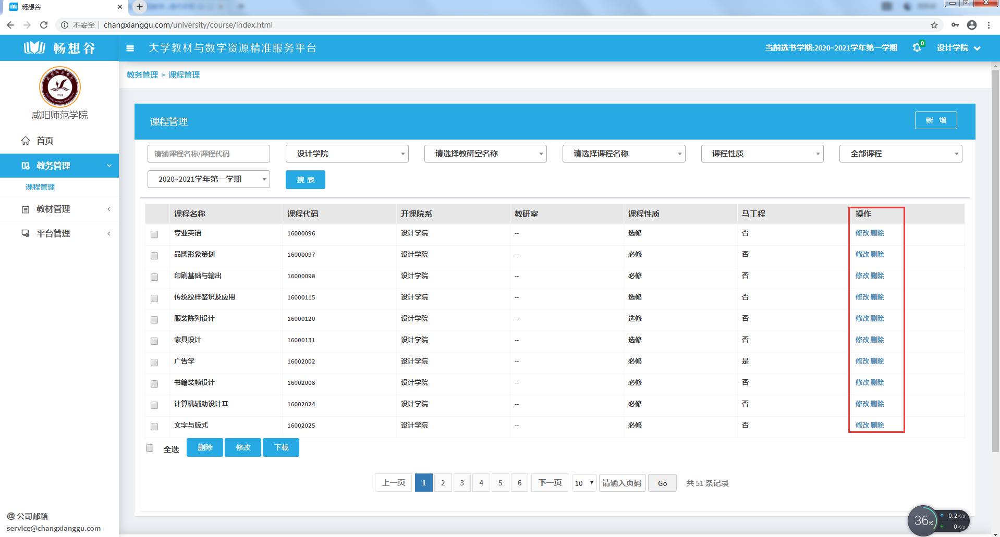 畅想谷
不安全 changxianggu.com/university/course/index.html
畅想谷 大学教材与数字资源精准服务平台 当前选书学期:2020~2021学年第一学期 0 设计学院
1978
咸阳师范学院
首页
教务管理
课程管理
教材管理
平台管理
@ 公司邮箱
service@changxianggu.com
教务管理 > 课程管理
课程管理 新 增
请输课程名称/课程代码 设计学院 请选择教研室名称 请选择课程名称 课程性质 全部课程
2020~2021学年第一学期 搜 索
课程名称 课程代码 开课院系 教研室 课程性质 马工程 操作
专业英语 16000096 设计学院 -- 选修 否 修改 删除
品牌形象策划 16000097 设计学院 -- 必修 否 修改 删除
印刷基础与输出 16000098 设计学院 -- 必修 否 修改 删除
传统纹样鉴识及应用 16000115 设计学院 -- 选修 否 修改 删除
服装陈列设计 16000120 设计学院 -- 选修 否 修改 删除
家具设计 16000131 设计学院 -- 选修 否 修改 删除
广告学 16002002 设计学院 -- 必修 是 修改 删除
书籍装帧设计 16002008 设计学院 -- 必修 否 修改 删除
计算机辅助设计Ⅱ 16002024 设计学院 -- 必修 否 修改 删除
文字与版式 16002025 设计学院 -- 必修 否 修改 删除
全选 删除 修改 下载
上一页 1 2 3 4 5 6 下一页 10 请输入页码 Go 共 51 条记录
36% 0.2K/s
0K/s